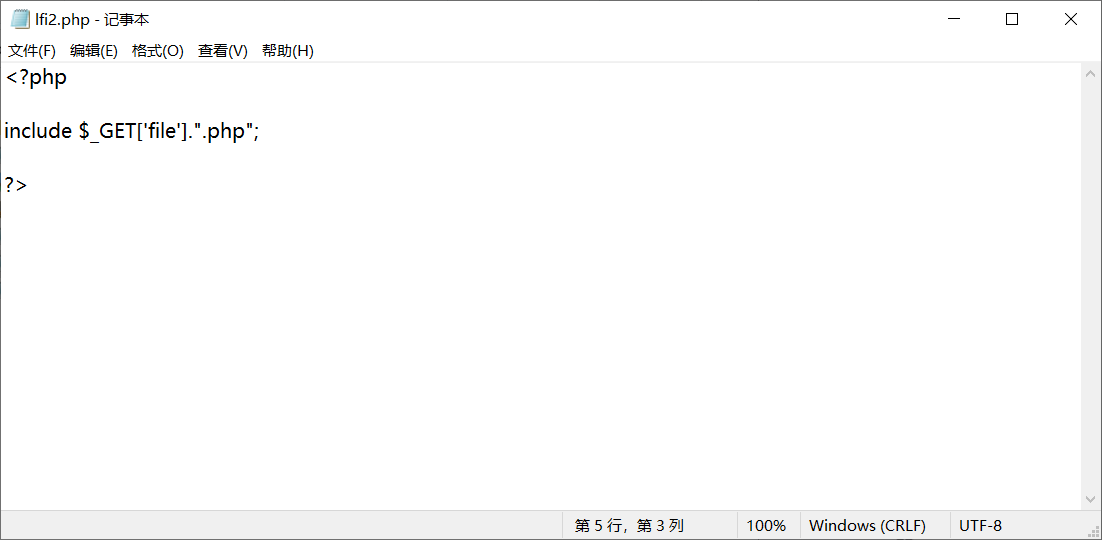 lfi2.php - 记事本
文件(F) 编辑(E) 格式(O) 查看(V) 帮助(H)
<?php
include $_GET['file'].".php";
?>
第 5 行，第 3 列 100% Windows (CRLF) UTF-8